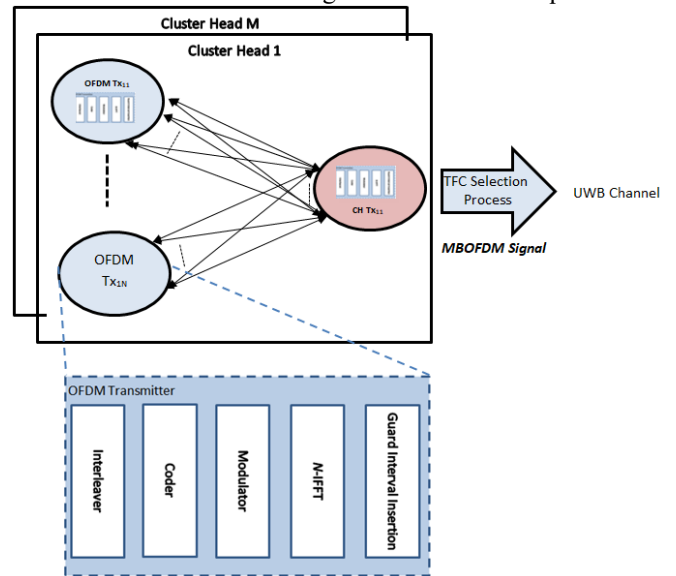 Cluster Head M
Cluster Head 1
OFDM Tx11
CH Tx11
OFDM
Tx1N
TFC Selection
Process
UWB Channel
MBOFDM Signal
OFDM Transmitter
Interleaver
Coder
Modulator
N-IFFT
Guard Interval Insertion